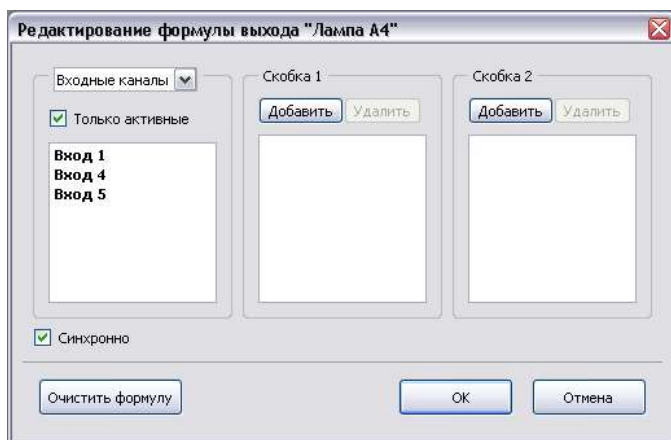 Редактирование формулы выхода "Лампа А4"
Входные каналы
Скобка 1
Скобка 2
Только активные
Добавить Удалить
Добавить Удалить
Вход 1
Вход 4
Вход 5
Синхронно
Очистить формулу
ОК
Отмена